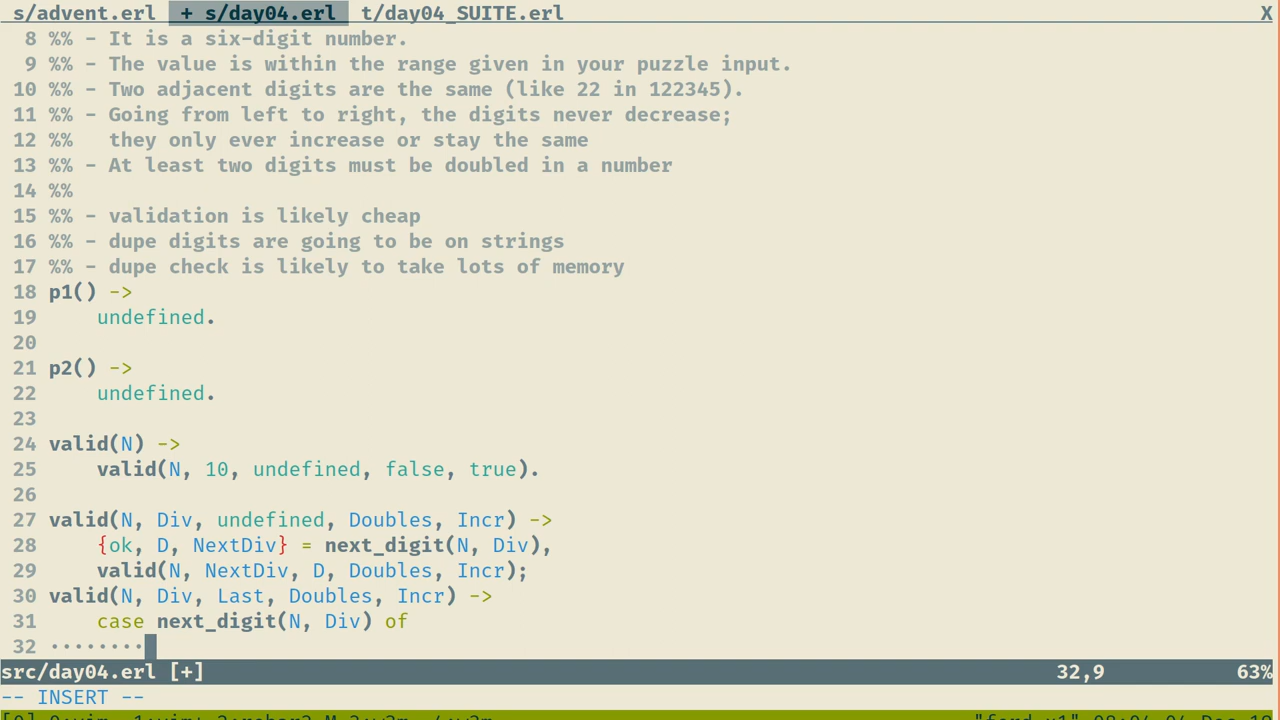 s/advent.erl  + s/day04.erl  t/day04_SUITE.erl X
8 %% - It is a six-digit number.
9 %% - The value is within the range given in your puzzle input.
10 %% - Two adjacent digits are the same (like 22 in 122345).
11 %% - Going from left to right, the digits never decrease;
12 %%   they only ever increase or stay the same
13 %% - At least two digits must be doubled in a number
14 %%
15 %% - validation is likely cheap
16 %% - dupe digits are going to be on strings
17 %% - dupe check is likely to take lots of memory
18 p1() ->
19     undefined.
20
21 p2() ->
22     undefined.
23
24 valid(N) ->
25     valid(N, 10, undefined, false, true).
26
27 valid(N, Div, undefined, Doubles, Incr) ->
28     {ok, D, NextDiv} = next_digit(N, Div),
29     valid(N, NextDiv, D, Doubles, Incr);
30 valid(N, Div, Last, Doubles, Incr) ->
31     case next_digit(N, Div) of
32 ········
src/day04.erl [+] 32,9 63%
-- INSERT --